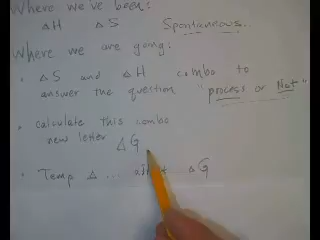 Where we've been:
ΔH ΔS Spontaneous...
Where we are going:
• ΔS and ΔH combo to
answer the question "process or Not"
• calculate this combo
new letter ΔG
• Temp Δ ... affect ΔG